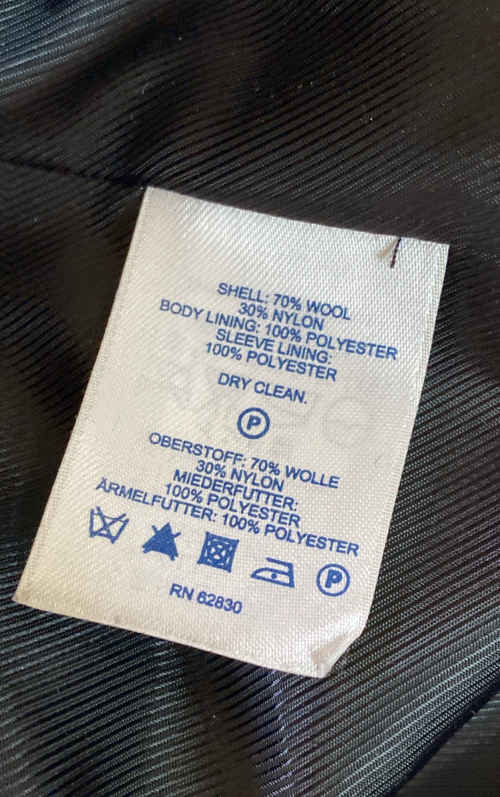 SHELL: 70% WOOL
30% NYLON
BODY LINING: 100% POLYESTER
SLEEVE LINING:
100% POLYESTER
DRY CLEAN.
P
OBERSTOFF: 70% WOLLE
30% NYLON
MIEDERFUTTER:
100% POLYESTER
ÄRMELFUTTER: 100% POLYESTER
P
RN 62830